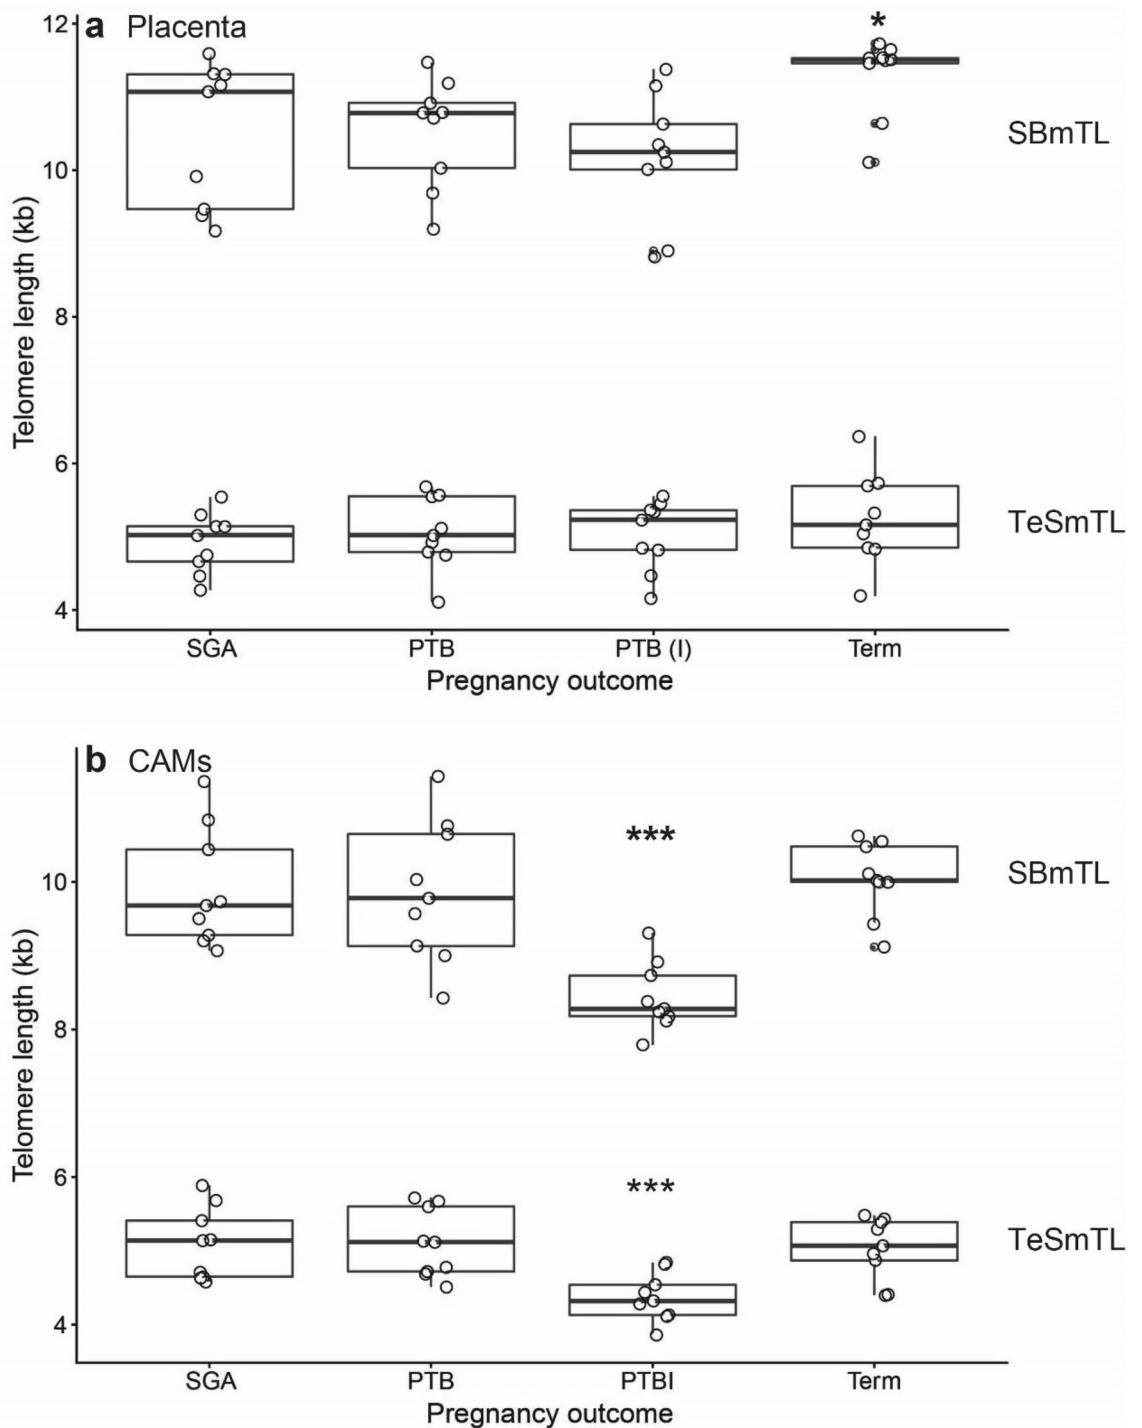 a Placenta
*
12
10
8
6
4
SBmTL
TeSmTL
Telomere length (kb)
SGA PTB PTB (I) Term
Pregnancy outcome
b CAMs
***
10
8
6
4
SBmTL
***
TeSmTL
Telomere length (kb)
SGA PTB PTBI Term
Pregnancy outcome